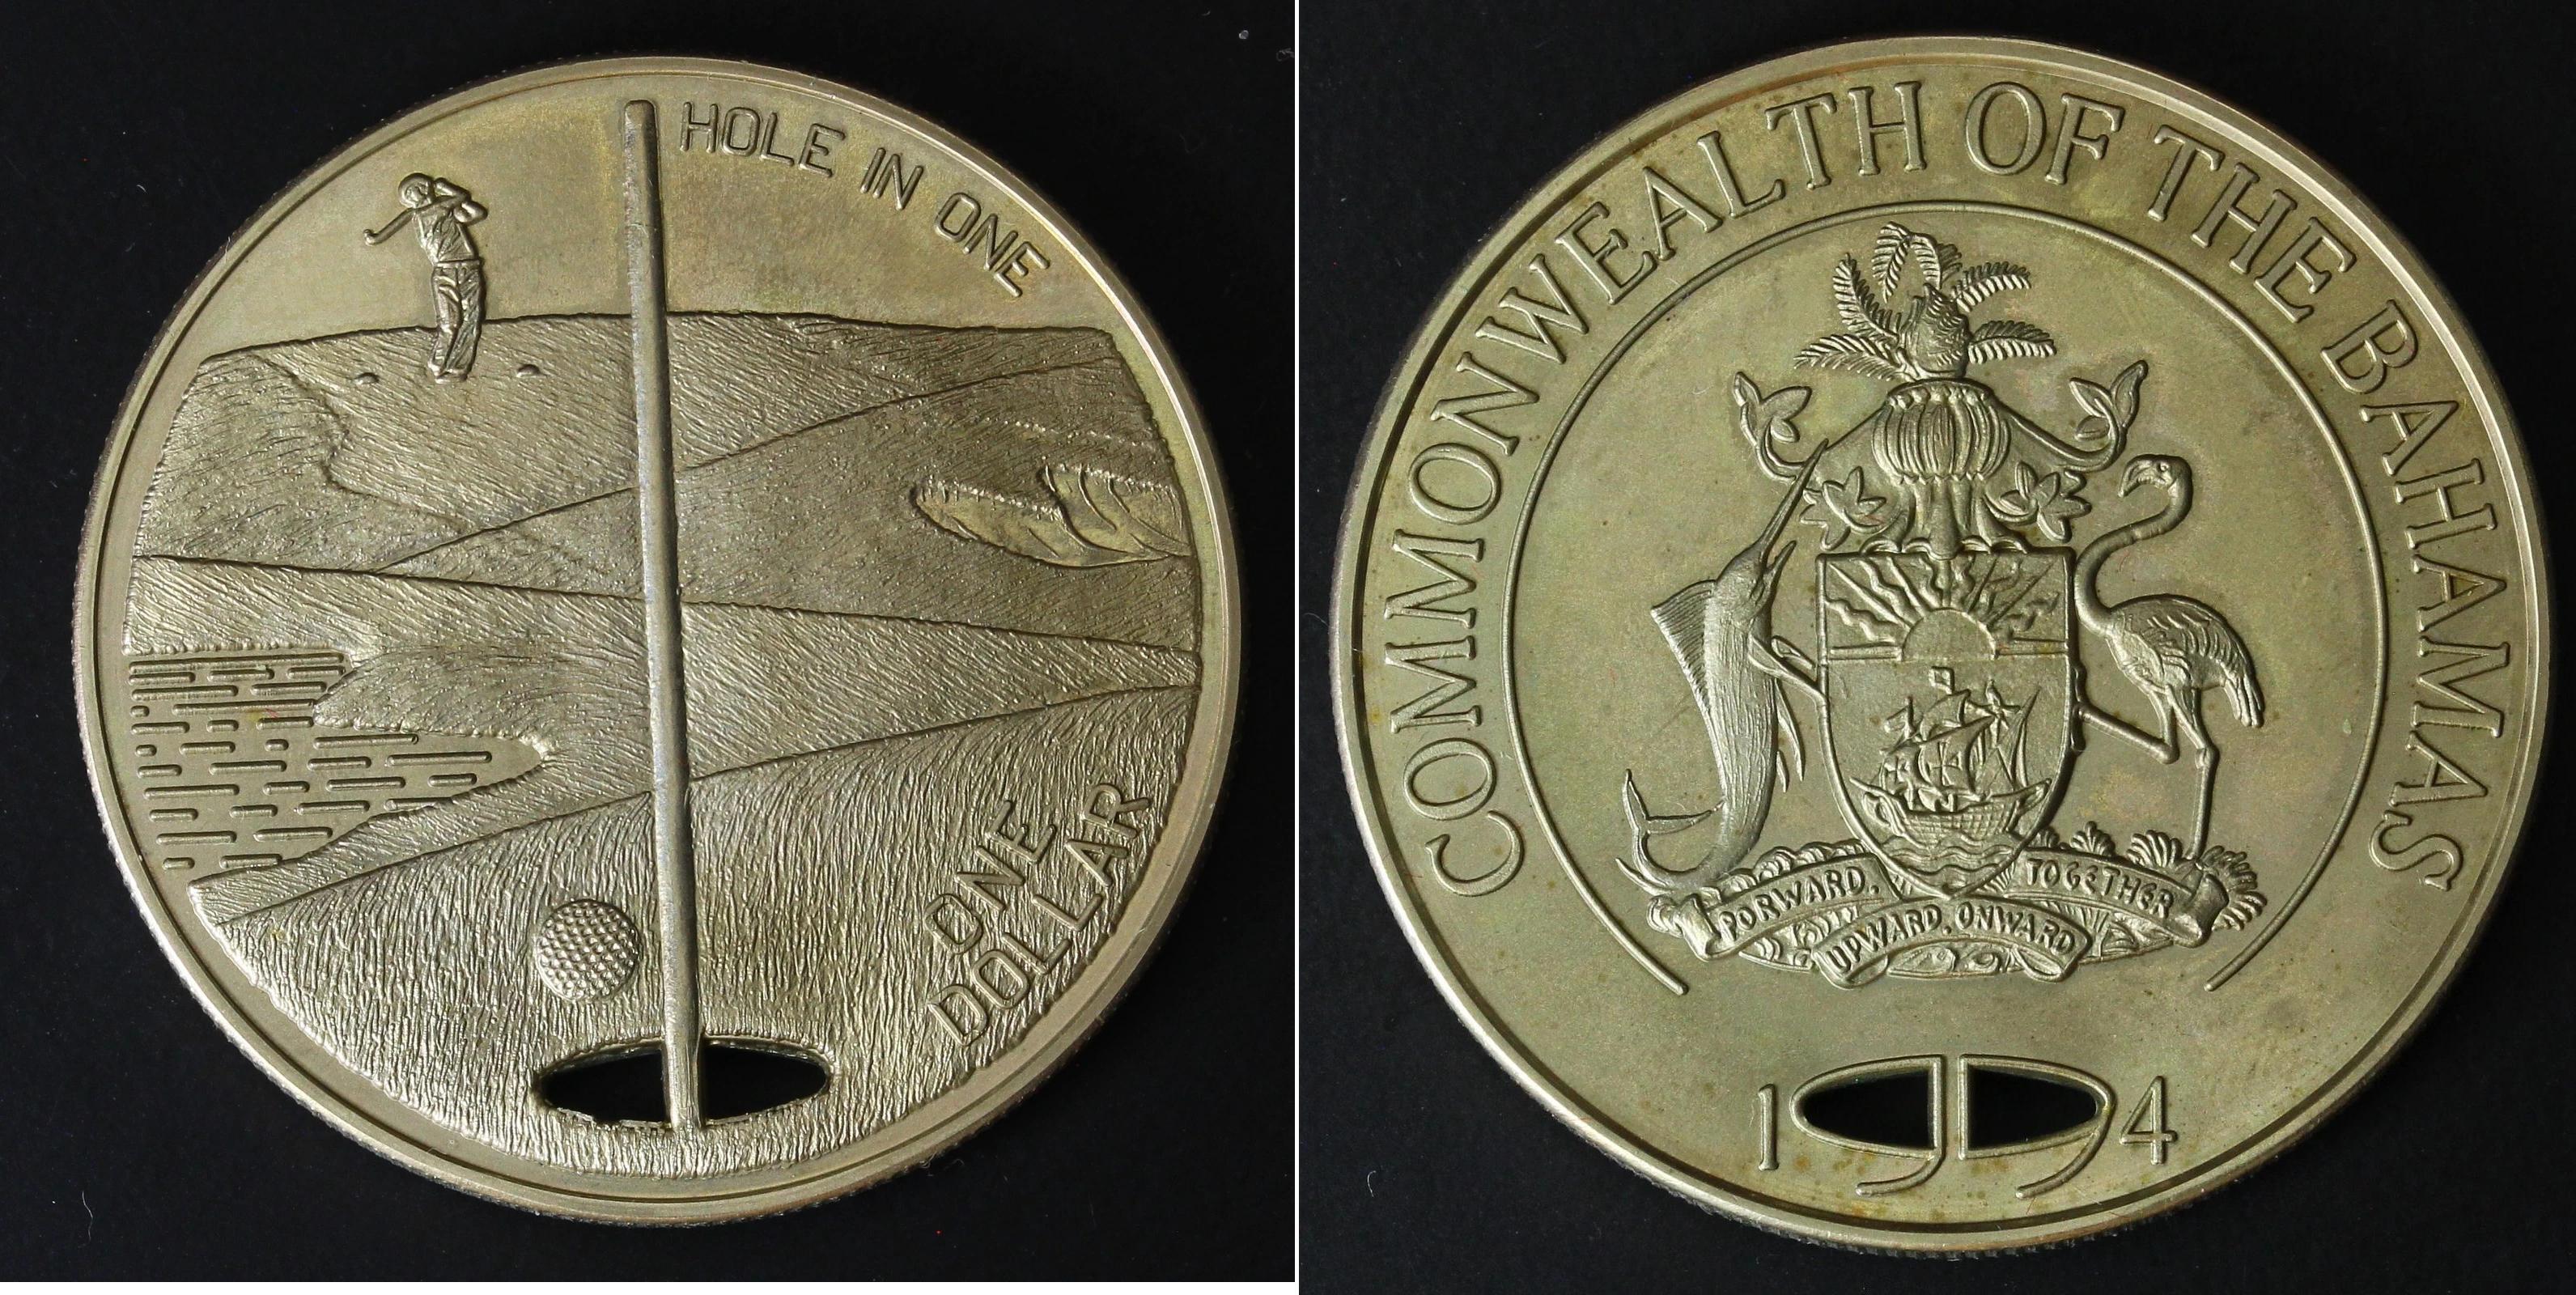 HOLE IN ONE
ONE
DOLLAR
COMMONWEALTH OF THE BAHAMAS
FORWARD.
UPWARD.ONWARD
TOGETHER
1994